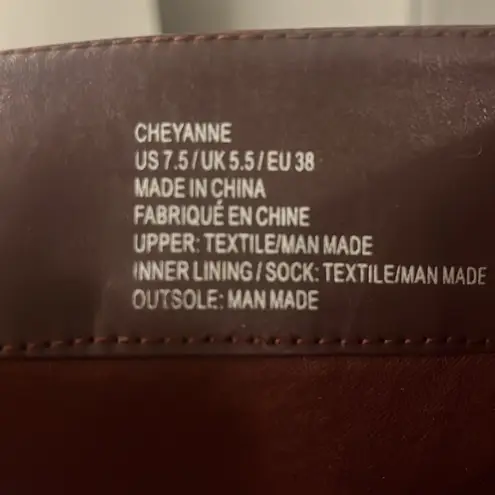 CHEYANNE
US 7.5 / UK 5.5 / EU 38
MADE IN CHINA
FABRIQUÉ EN CHINE
UPPER: TEXTILE/MAN MADE
INNER LINING / SOCK: TEXTILE/MAN MADE
OUTSOLE: MAN MADE